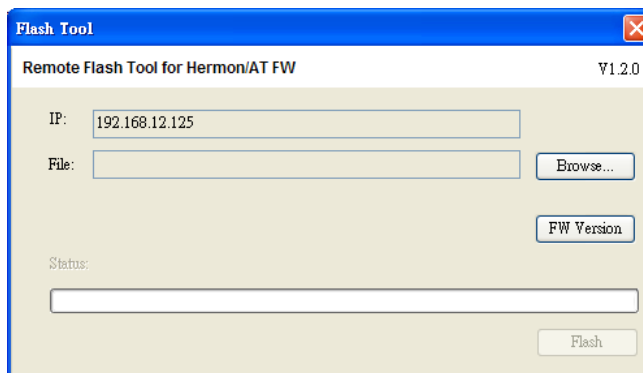 Flash Tool
Remote Flash Tool for Hermon/AT FW V1.2.0
IP: 192.168.12.125
File: Browse...
FW Version
Status:
Flash